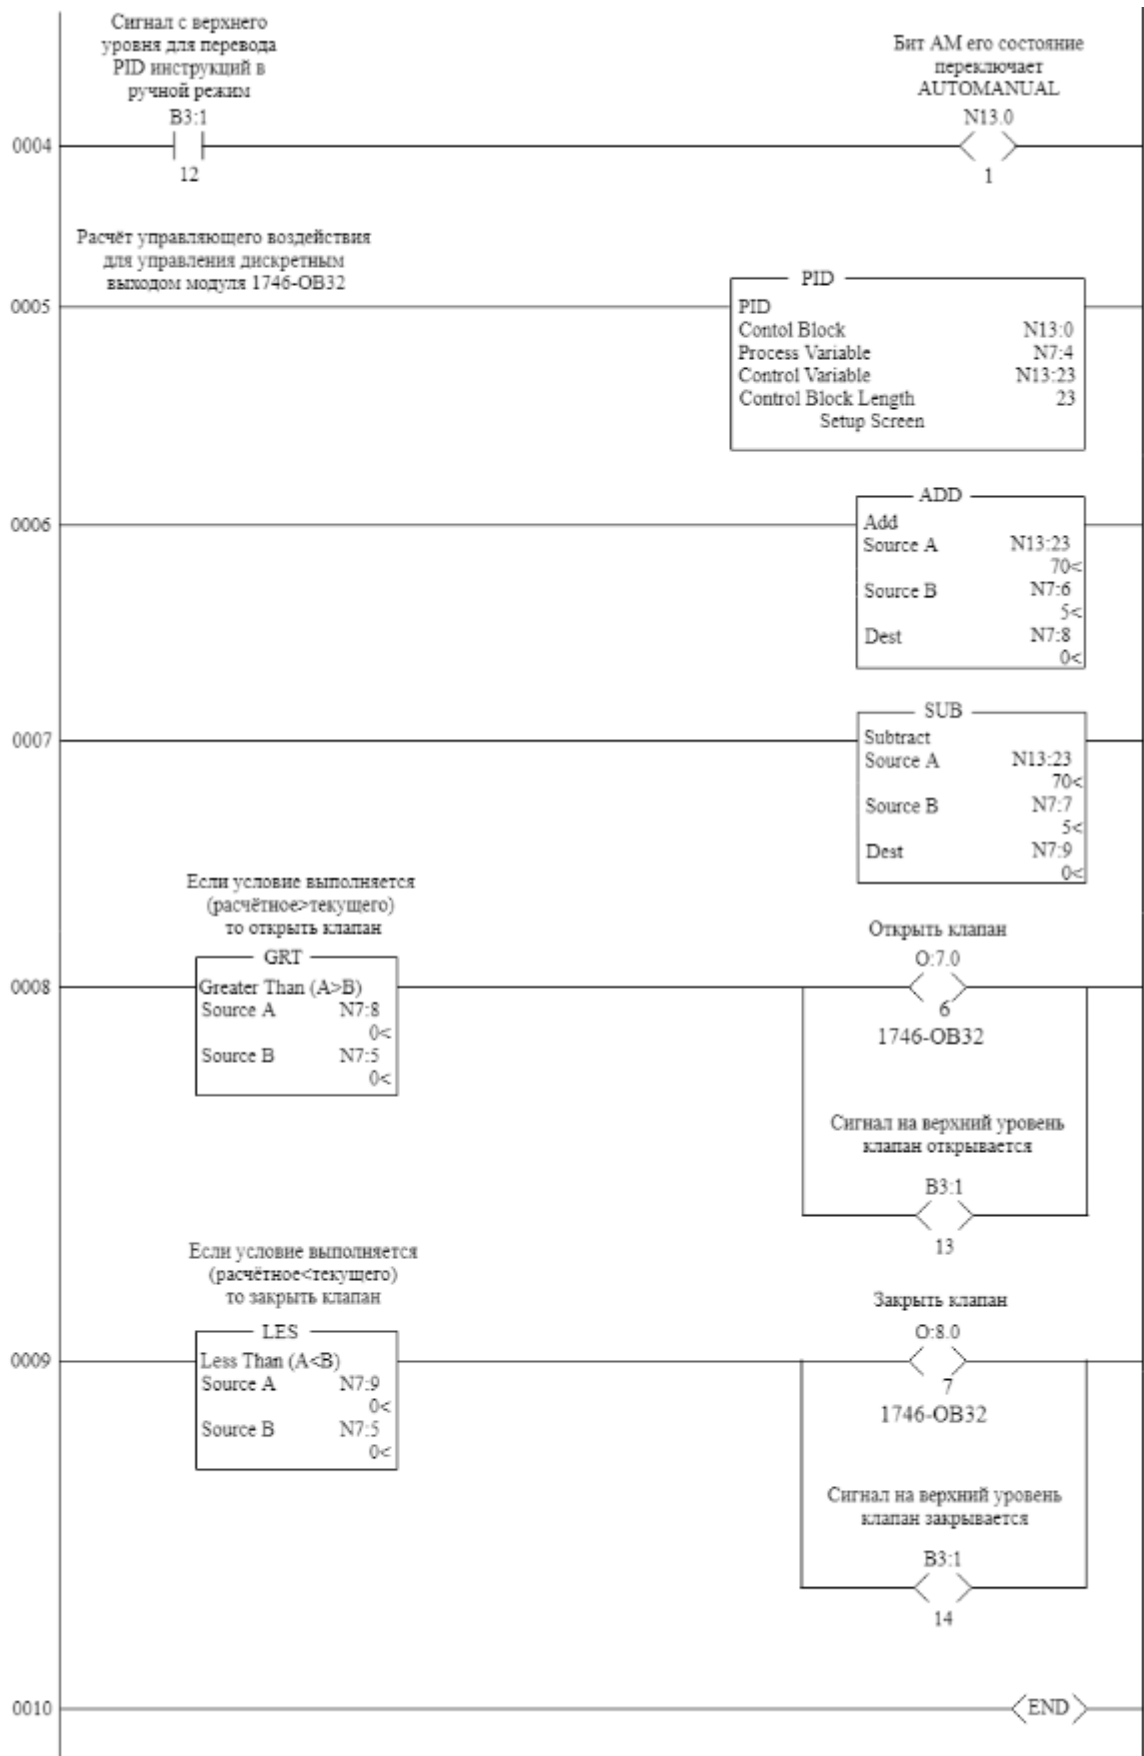 Сигнал с верхнего
уровня для перевода
PID инструкций в
ручной режим
B3:1
12
Бит АМ его состояние
переключает
AUTOMANUAL
N13.0
1
0004
Расчёт управляющего воздействия
для управления дискретным
выходом модуля 1746-OB32
0005
PID
PID
Contol Block N13:0
Process Variable N7:4
Control Variable N13:23
Control Block Length 23
Setup Screen
0006
ADD
Add
Source A N13:23
70<
Source B N7:6
5<
Dest N7:8
0<
0007
SUB
Subtract
Source A N13:23
70<
Source B N7:7
5<
Dest N7:9
0<
Если условие выполняется
(расчётное>текущего)
то открыть клапан
0008
GRT
Greater Than (A>B)
Source A N7:8
0<
Source B N7:5
0<
Открыть клапан
O:7.0
6
1746-OB32
Сигнал на верхний уровень
клапан открывается
B3:1
13
Если условие выполняется
(расчётное<текущего)
то закрыть клапан
0009
LES
Less Than (A<B)
Source A N7:9
0<
Source B N7:5
0<
Закрыть клапан
O:8.0
7
1746-OB32
Сигнал на верхний уровень
клапан закрывается
B3:1
14
0010
END